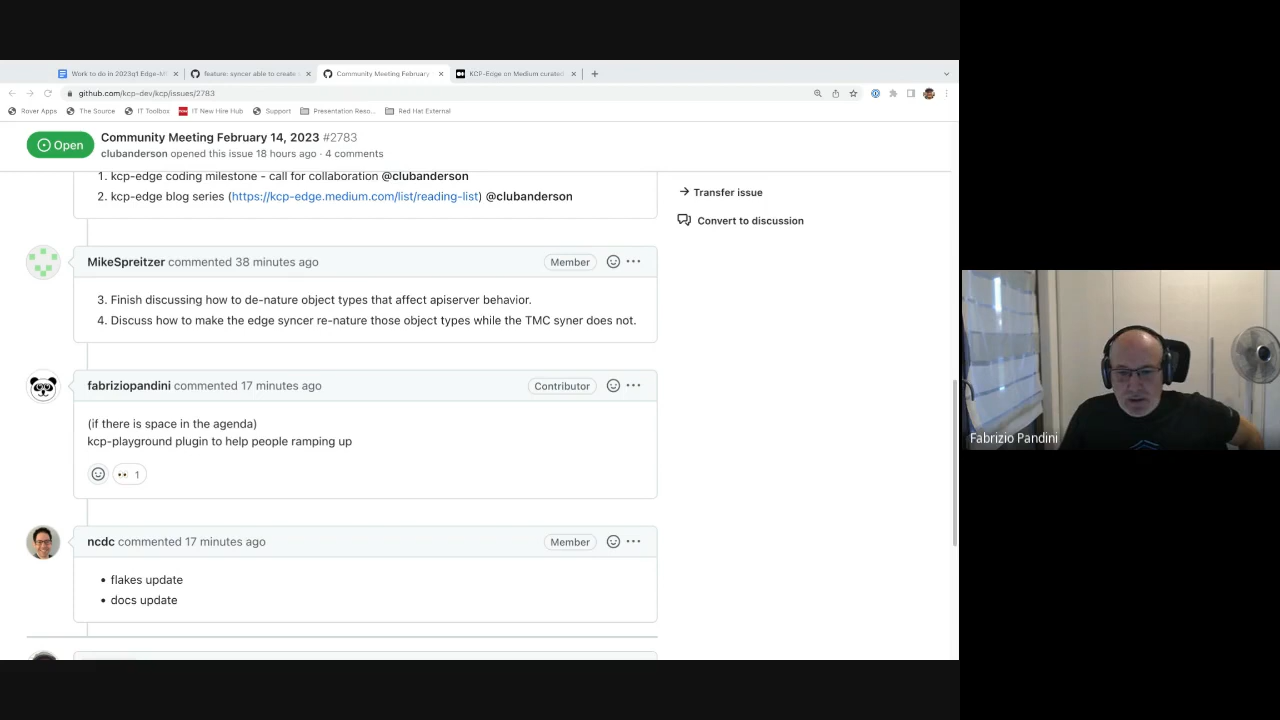 Work to do in 2023q1 Edge-M
feature: syncer able to create
Community Meeting February
KCP-Edge on Medium curated
github.com/kcp-dev/kcp/issues/2783
Rover Apps
The Source
IT Toolbox
IT New Hire Hub
Support
Presentation Reso...
Red Hat External
Open
Community Meeting February 14, 2023 #2783
clubanderson opened this issue 18 hours ago · 4 comments
1. kcp-edge coding milestone - call for collaboration @clubanderson
2. kcp-edge blog series (https://kcp-edge.medium.com/list/reading-list) @clubanderson
Transfer issue
Convert to discussion
MikeSpreitzer commented 38 minutes ago
Member
3. Finish discussing how to de-nature object types that affect apiserver behavior.
4. Discuss how to make the edge syncer re-nature those object types while the TMC syner does not.
fabriziopandini commented 17 minutes ago
Contributor
(if there is space in the agenda)
kcp-playground plugin to help people ramping up
👀 1
ncdc commented 17 minutes ago
Member
• flakes update
• docs update
Fabrizio Pandini